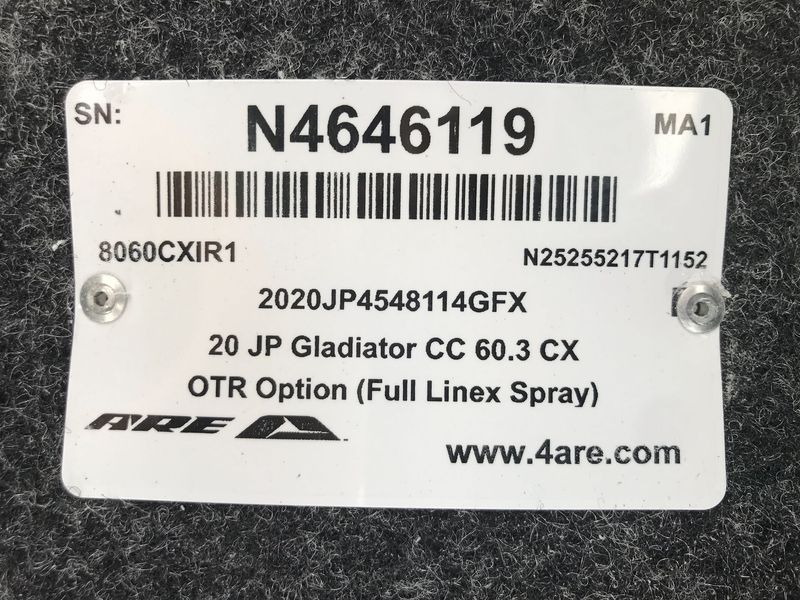 SN: N4646119 MA1
8060CXIR1 N25255217T1152
2020JP4548114GFX
20 JP Gladiator CC 60.3 CX
OTR Option (Full Linex Spray)
ARE
www.4are.com